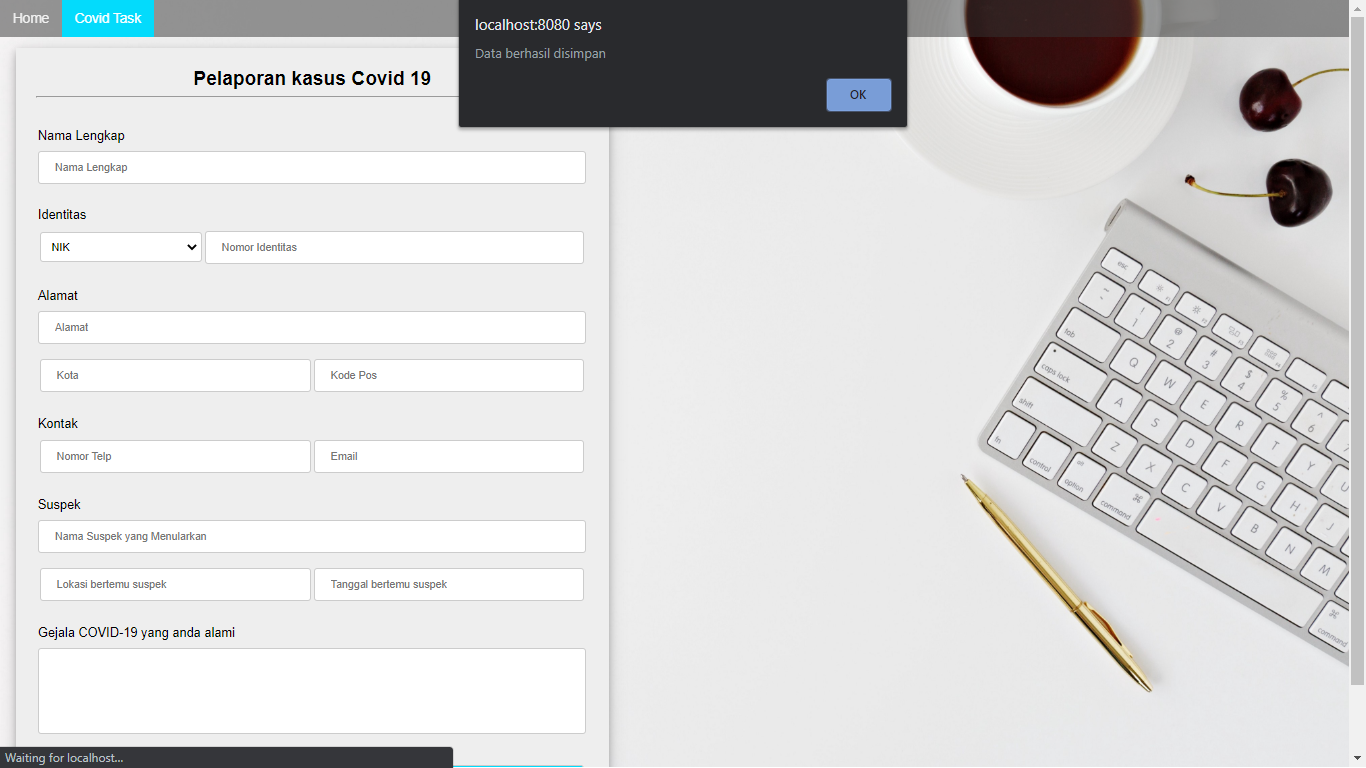 Home Covid Task
localhost:8080 says
Data berhasil disimpan
OK
Pelaporan kasus Covid 19
Nama Lengkap
Nama Lengkap
Identitas
NIK Nomor Identitas
Alamat
Alamat
Kota Kode Pos
Kontak
Nomor Telp Email
Suspek
Nama Suspek yang Menularkan
Lokasi bertemu suspek Tanggal bertemu suspek
Gejala COVID-19 yang anda alami
Waiting for localhost...
esc
~
! 1 @ 2 # 3 $ 4 % 5 ^ 6 7
tab Q W E R T Y U
caps lock A S D F G H J
shift Z X C V B N M
fn control alt option ⌘ command ⌘ command